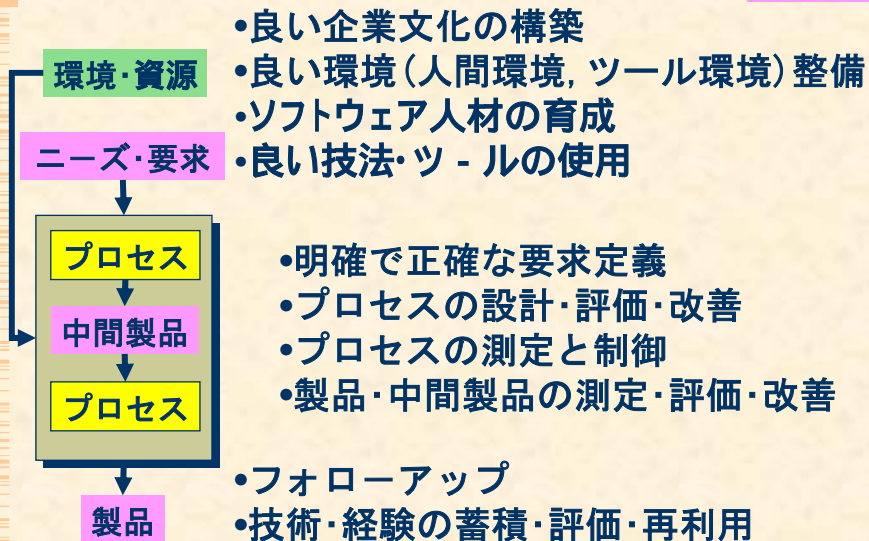 環境･資源
ニーズ･要求
プロセス
中間製品
プロセス
製品
•良い企業文化の構築
•良い環境(人間環境, ツール環境)整備
•ソフトウェア人材の育成
•良い技法･ツ－ルの使用
•明確で正確な要求定義
•プロセスの設計･評価･改善
•プロセスの測定と制御
•製品･中間製品の測定･評価･改善
•フォローアップ
•技術･経験の蓄積･評価･再利用